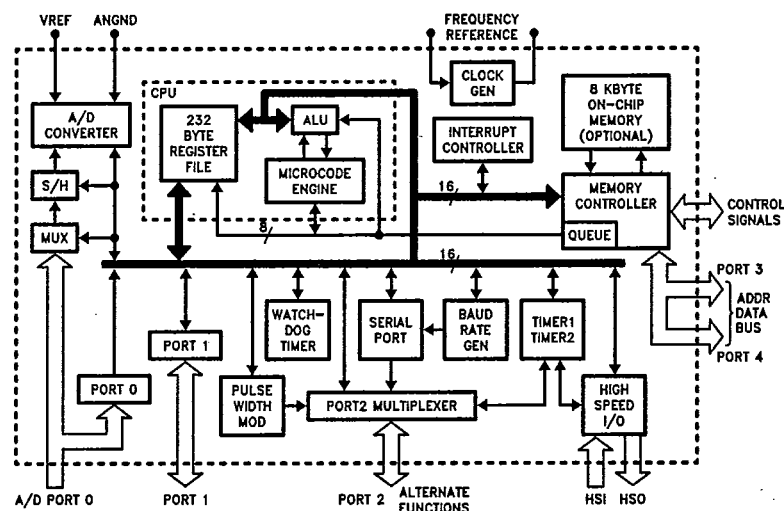 VREF
ANGND
FREQUENCY
REFERENCE
A/D
CONVERTER
S/H
MUX
CPU
232
BYTE
REGISTER
FILE
ALU
MICROCODE
ENGINE
CLOCK
GEN
INTERRUPT
CONTROLLER
8 KBYTE
ON-CHIP
MEMORY
(OPTIONAL)
MEMORY
CONTROLLER
QUEUE
CONTROL
SIGNALS
16
8
16
PORT 3
ADDR
DATA
BUS
PORT 4
WATCH-
DOG
TIMER
SERIAL
PORT
BAUD
RATE
GEN
TIMER1
TIMER2
PORT 1
PORT 0
PULSE
WIDTH
MOD
PORT2 MULTIPLEXER
HIGH
SPEED
I/O
A/D PORT 0
PORT 1
PORT 2
ALTERNATE
FUNCTIONS
HSI
HSO